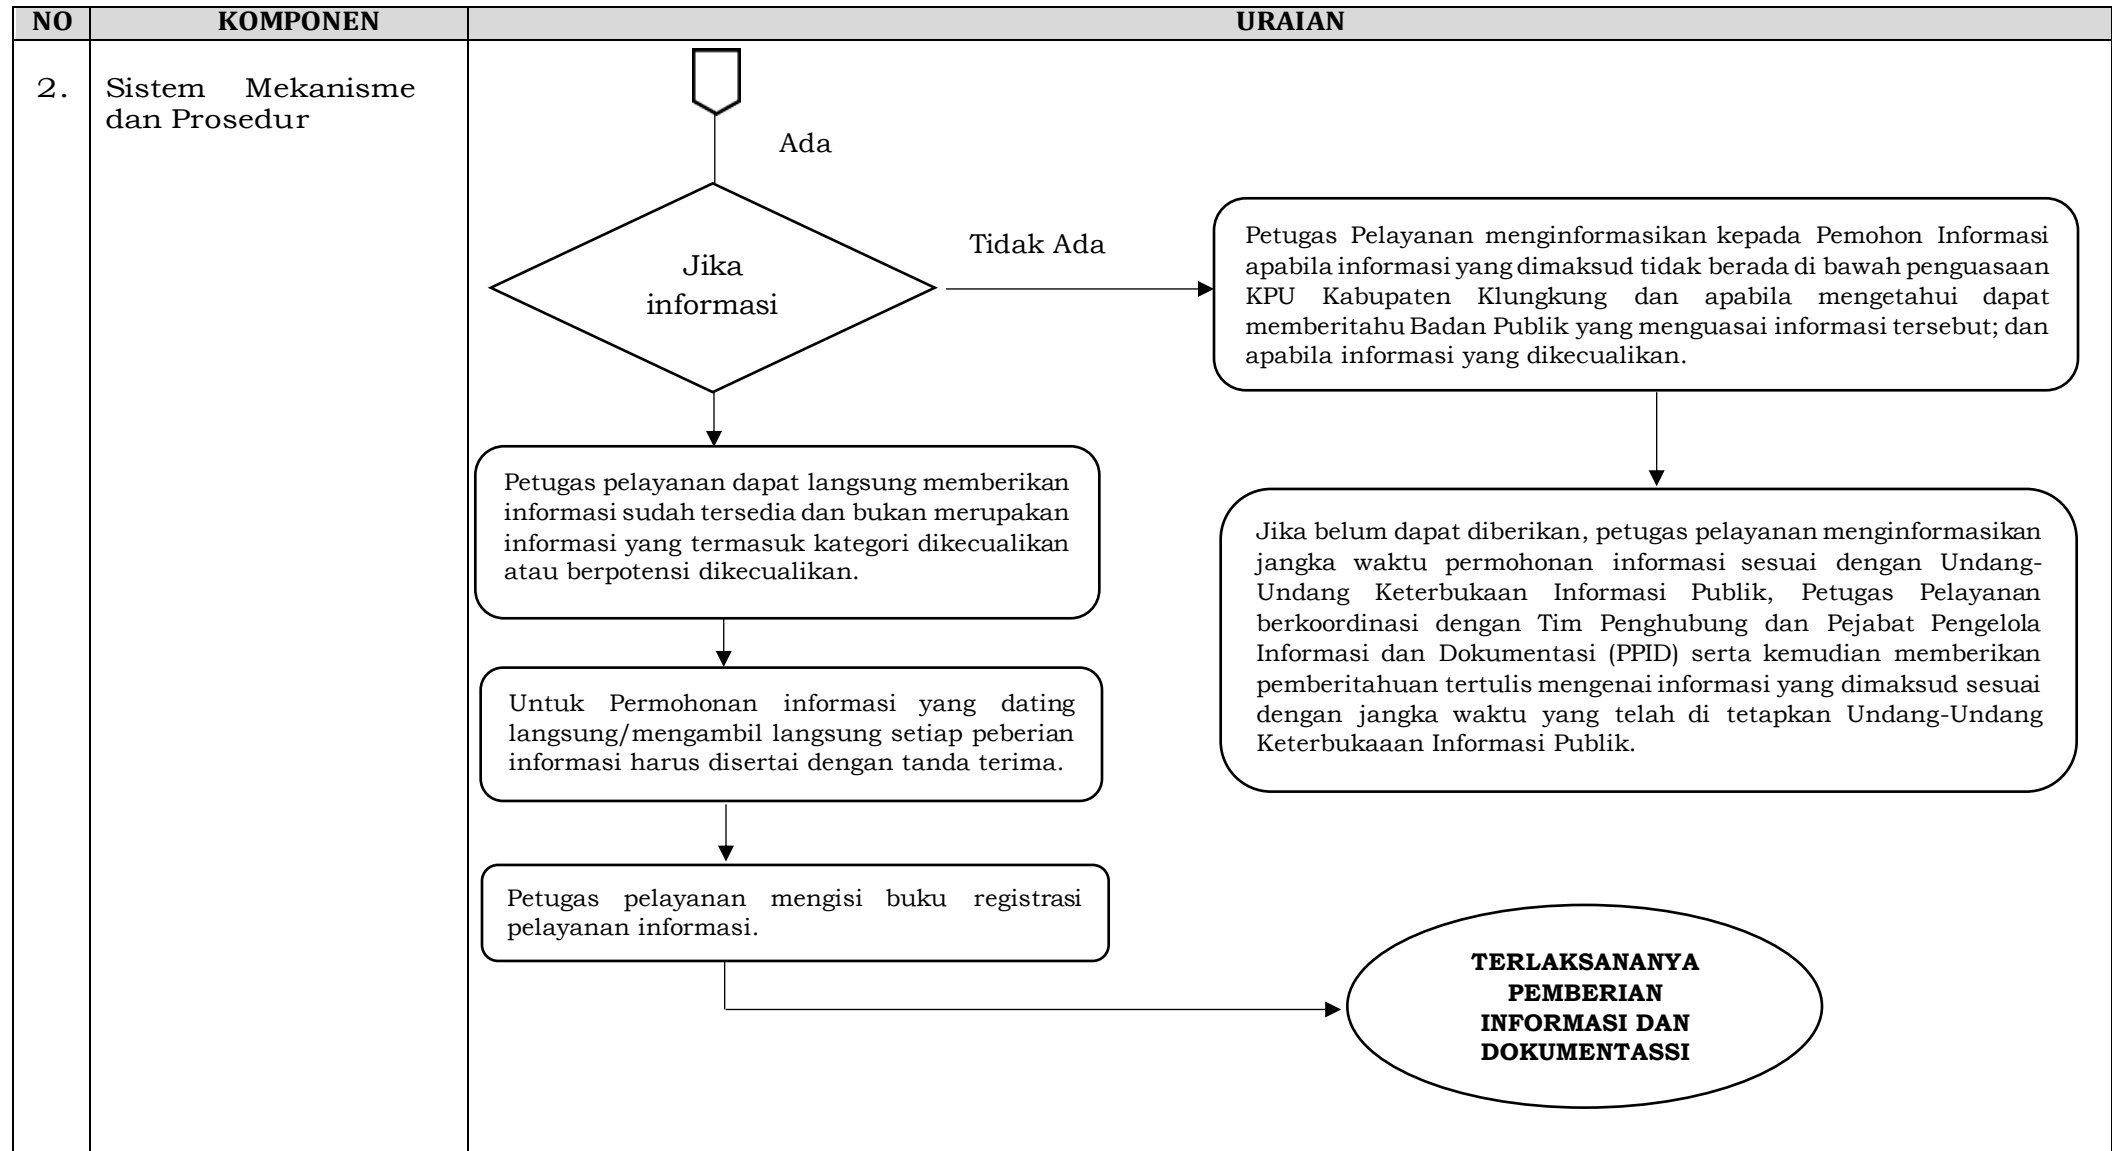 NO KOMPONEN URAIAN
2. Sistem Mekanisme
dan Prosedur
Ada
Jika
informasi
Tidak Ada
Petugas Pelayanan menginformasikan kepada Pemohon Informasi
apabila informasi yang dimaksud tidak berada di bawah penguasaan
KPU Kabupaten Klungkung dan apabila mengetahui dapat
memberitahu Badan Publik yang menguasai informasi tersebut; dan
apabila informasi yang dikecualikan.
Petugas pelayanan dapat langsung memberikan
informasi sudah tersedia dan bukan merupakan
informasi yang termasuk kategori dikecualikan
atau berpotensi dikecualikan.
Jika belum dapat diberikan, petugas pelayanan menginformasikan
jangka waktu permohonan informasi sesuai dengan Undang-
Undang Keterbukaan Informasi Publik, Petugas Pelayanan
berkoordinasi dengan Tim Penghubung dan Pejabat Pengelola
Informasi dan Dokumentasi (PPID) serta kemudian memberikan
pemberitahuan tertulis mengenai informasi yang dimaksud sesuai
dengan jangka waktu yang telah di tetapkan Undang-Undang
Keterbukaaan Informasi Publik.
Untuk Permohonan informasi yang dating
langsung/mengambil langsung setiap peberian
informasi harus disertai dengan tanda terima.
Petugas pelayanan mengisi buku registrasi
pelayanan informasi.
TERLAKSANANYA
PEMBERIAN
INFORMASI DAN
DOKUMENTASSI